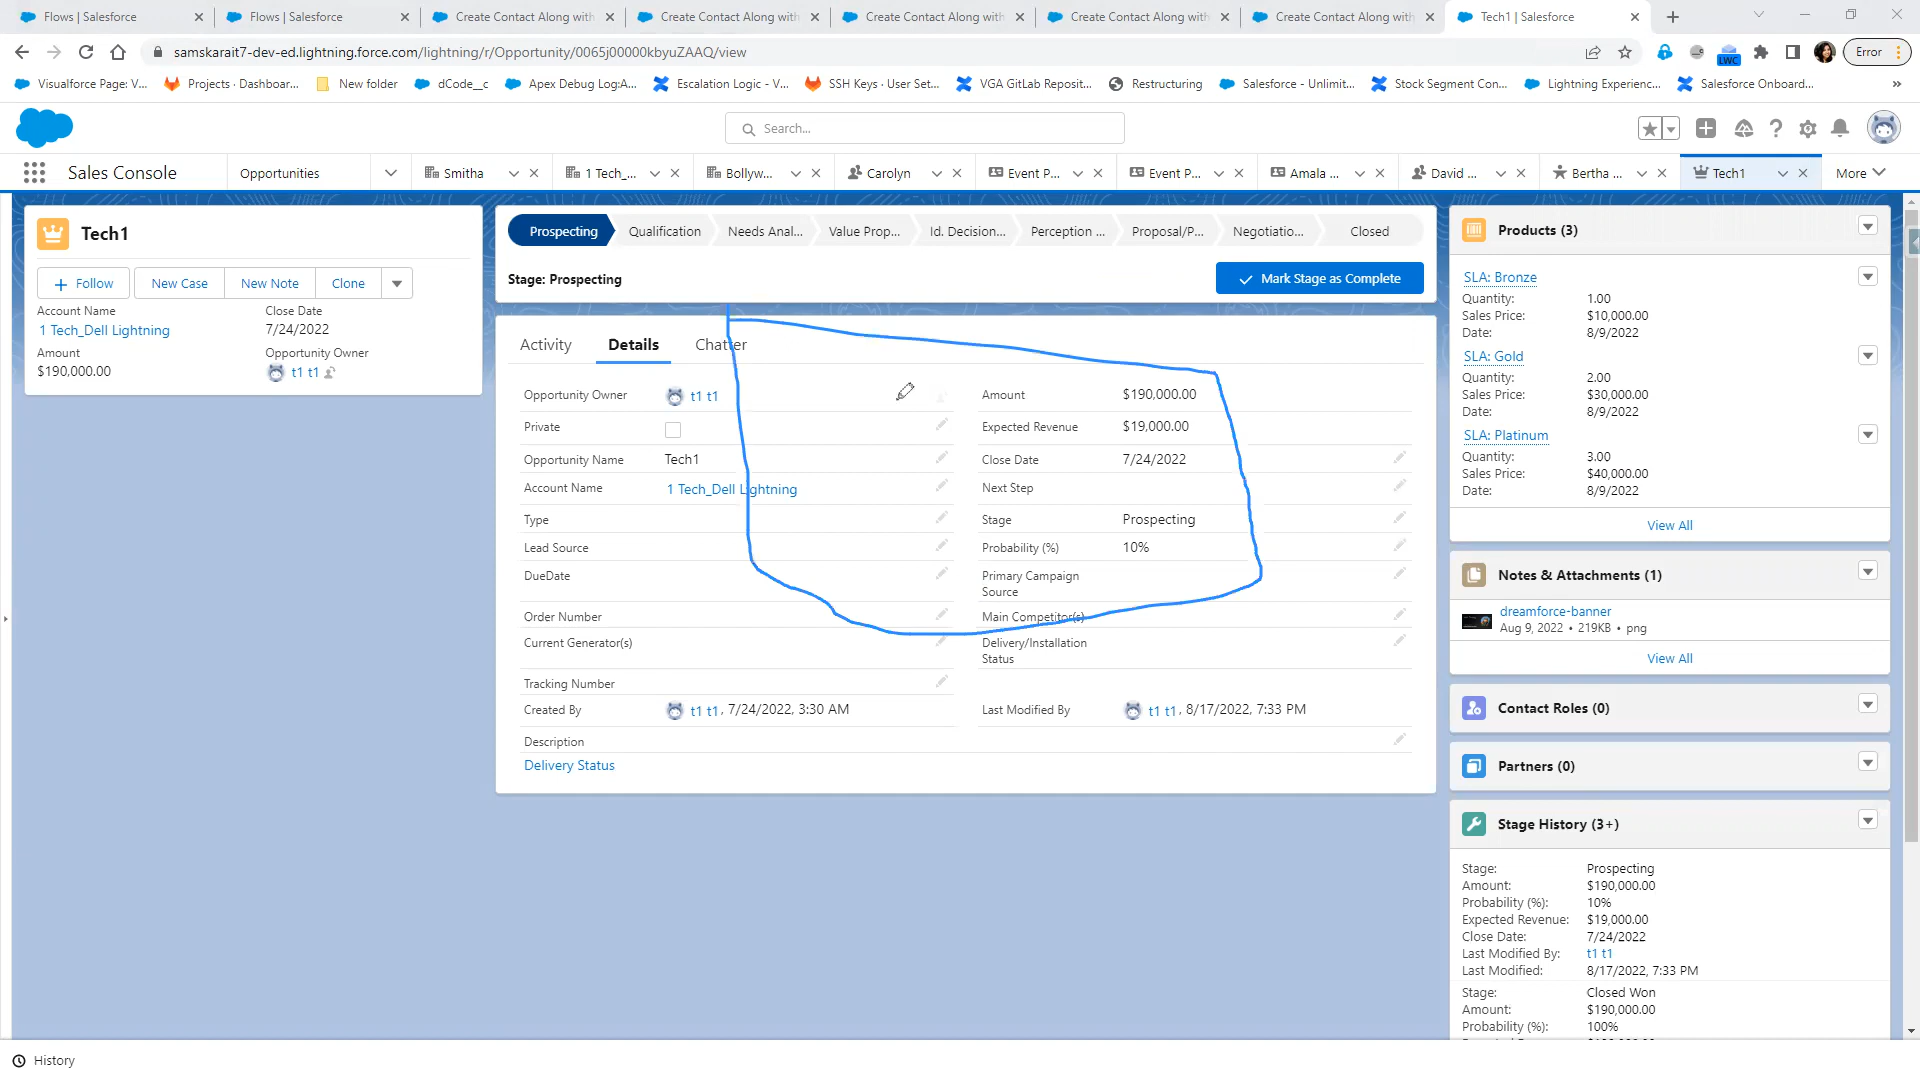 Flows | Salesforce
Flows | Salesforce
Create Contact Along with
Create Contact Along with
Create Contact Along with
Create Contact Along with
Create Contact Along with
Tech1 | Salesforce
samskarait7-dev-ed.lightning.force.com/lightning/r/Opportunity/0065j00000kbyuZAAQ/view
LWC
Error
Visualforce Page: V...
Projects · Dashboar...
New folder
dCode__c
Apex Debug Log:A...
Escalation Logic - V...
SSH Keys · User Set...
VGA GitLab Reposit...
Restructuring
Salesforce - Unlimit...
Stock Segment Con...
Lightning Experienc...
Salesforce Onboard...
Search...
Sales Console
Opportunities
Smitha
1 Tech_...
Bollyw...
Carolyn
Event P...
Event P...
Amala ...
David ...
Bertha ...
Tech1
More
Tech1
Follow
New Case
New Note
Clone
Account Name
1 Tech_Dell Lightning
Close Date
7/24/2022
Amount
$190,000.00
Opportunity Owner
t1 t1
Prospecting
Qualification
Needs Anal...
Value Prop...
Id. Decision...
Perception ...
Proposal/P...
Negotiatio...
Closed
Stage: Prospecting
Mark Stage as Complete
Activity
Details
Chatter
Opportunity Owner
t1 t1
Amount
$190,000.00
Private
Expected Revenue
$19,000.00
Opportunity Name
Tech1
Close Date
7/24/2022
Account Name
1 Tech_Dell Lightning
Next Step
Type
Stage
Prospecting
Lead Source
Probability (%)
10%
DueDate
Primary Campaign
Source
Order Number
Main Competitor(s)
Current Generator(s)
Delivery/Installation
Status
Tracking Number
Created By
t1 t1, 7/24/2022, 3:30 AM
Last Modified By
t1 t1, 8/17/2022, 7:33 PM
Description
Delivery Status
Products (3)
SLA: Bronze
Quantity: 1.00
Sales Price: $10,000.00
Date: 8/9/2022
SLA: Gold
Quantity: 2.00
Sales Price: $30,000.00
Date: 8/9/2022
SLA: Platinum
Quantity: 3.00
Sales Price: $40,000.00
Date: 8/9/2022
View All
Notes & Attachments (1)
dreamforce-banner
Aug 9, 2022 • 219KB • png
View All
Contact Roles (0)
Partners (0)
Stage History (3+)
Stage: Prospecting
Amount: $190,000.00
Probability (%): 10%
Expected Revenue: $19,000.00
Close Date: 7/24/2022
Last Modified By: t1 t1
Last Modified: 8/17/2022, 7:33 PM
Stage: Closed Won
Amount: $190,000.00
Probability (%): 100%
History